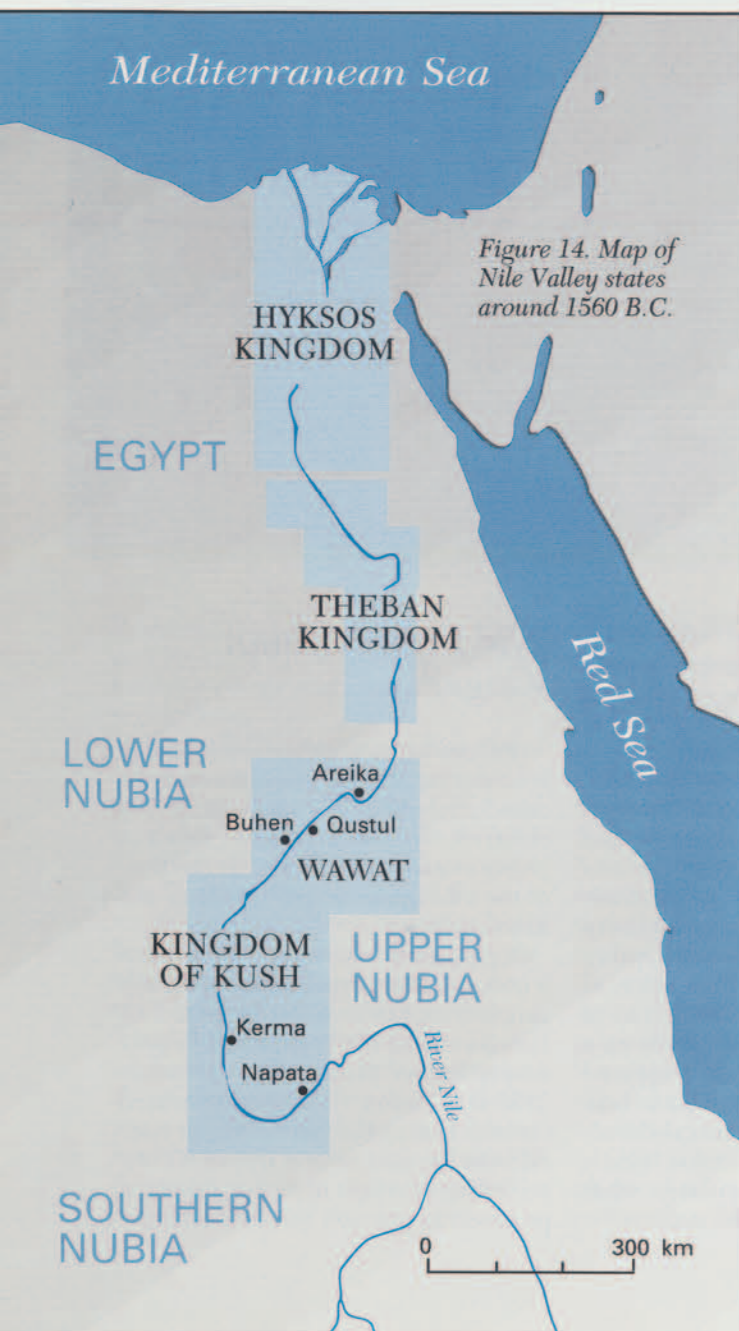 Mediterranean Sea
Figure 14. Map of
Nile Valley states
around 1560 B.C.
HYKSOS
KINGDOM
EGYPT
THEBAN
KINGDOM
Red Sea
LOWER
NUBIA
Areika
Buhen
Qustul
WAWAT
KINGDOM
OF KUSH
UPPER
NUBIA
Kerma
Napata
River Nile
SOUTHERN
NUBIA
0 300 km